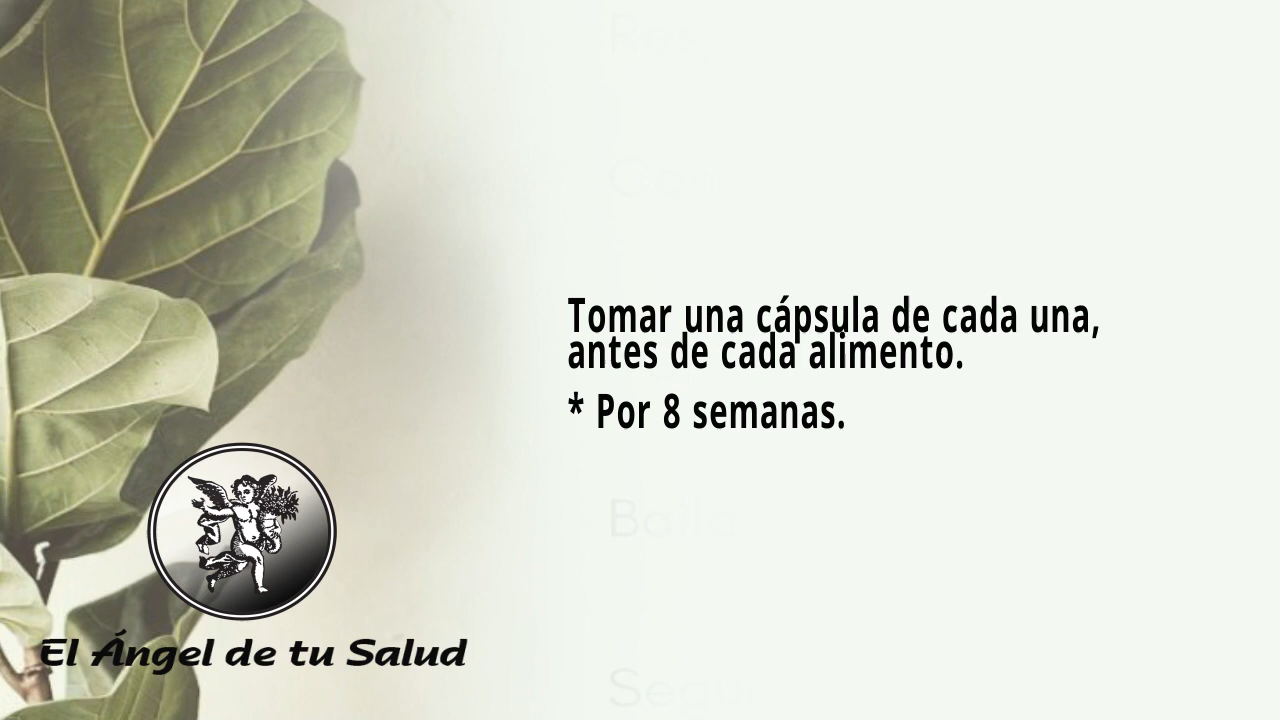 Tomar una cápsula de cada una,
antes de cada alimento.
* Por 8 semanas.
El Ángel de tu Salud